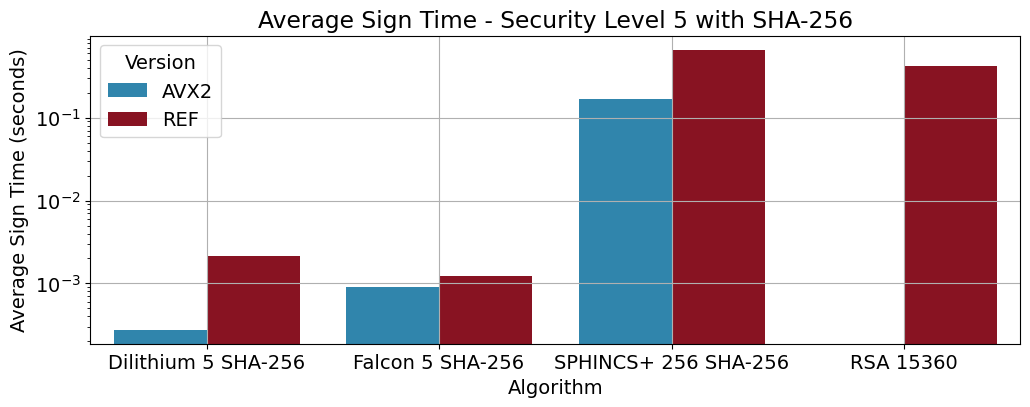 Average Sign Time - Security Level 5 with SHA-256
Average Sign Time (seconds)
Version
AVX2
REF
10⁻¹
10⁻²
10⁻³
Dilithium 5 SHA-256
Falcon 5 SHA-256
SPHINCS+ 256 SHA-256
RSA 15360
Algorithm